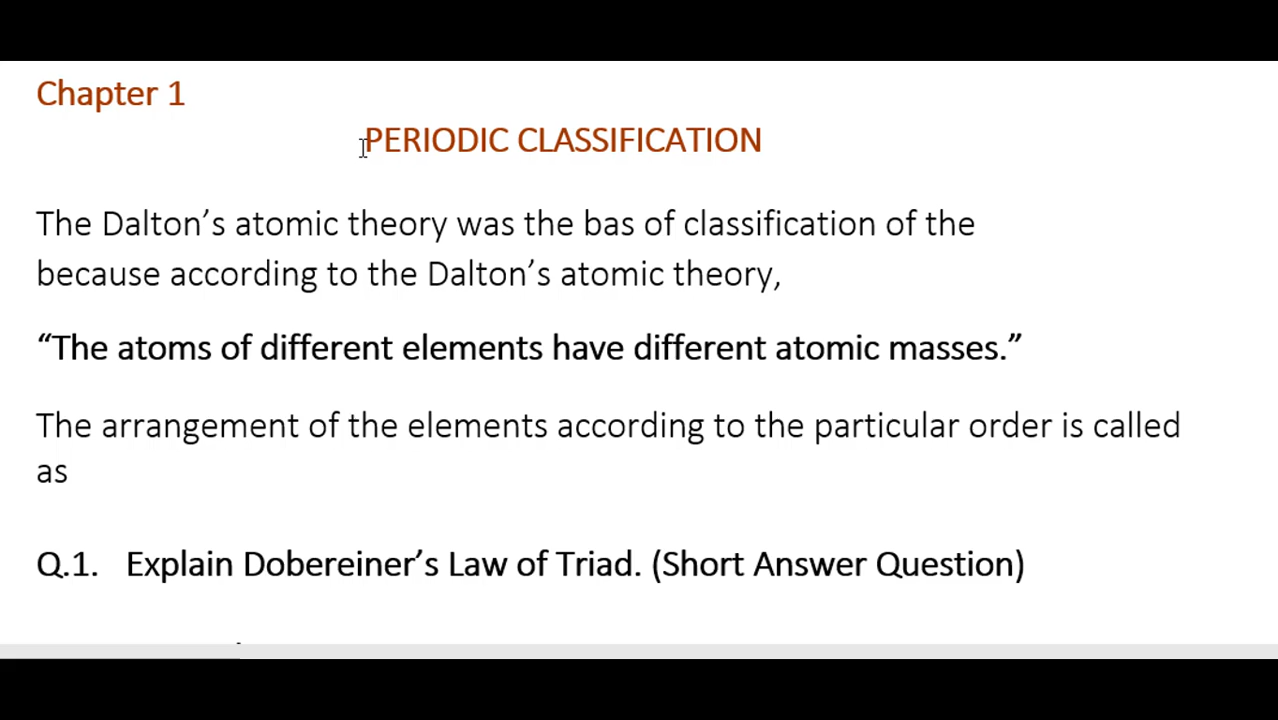 Chapter 1
PERIODIC CLASSIFICATION
The Dalton’s atomic theory was the bas of classification of the
because according to the Dalton’s atomic theory,
“The atoms of different elements have different atomic masses.”
The arrangement of the elements according to the particular order is called
as
Q.1. Explain Dobereiner’s Law of Triad. (Short Answer Question)